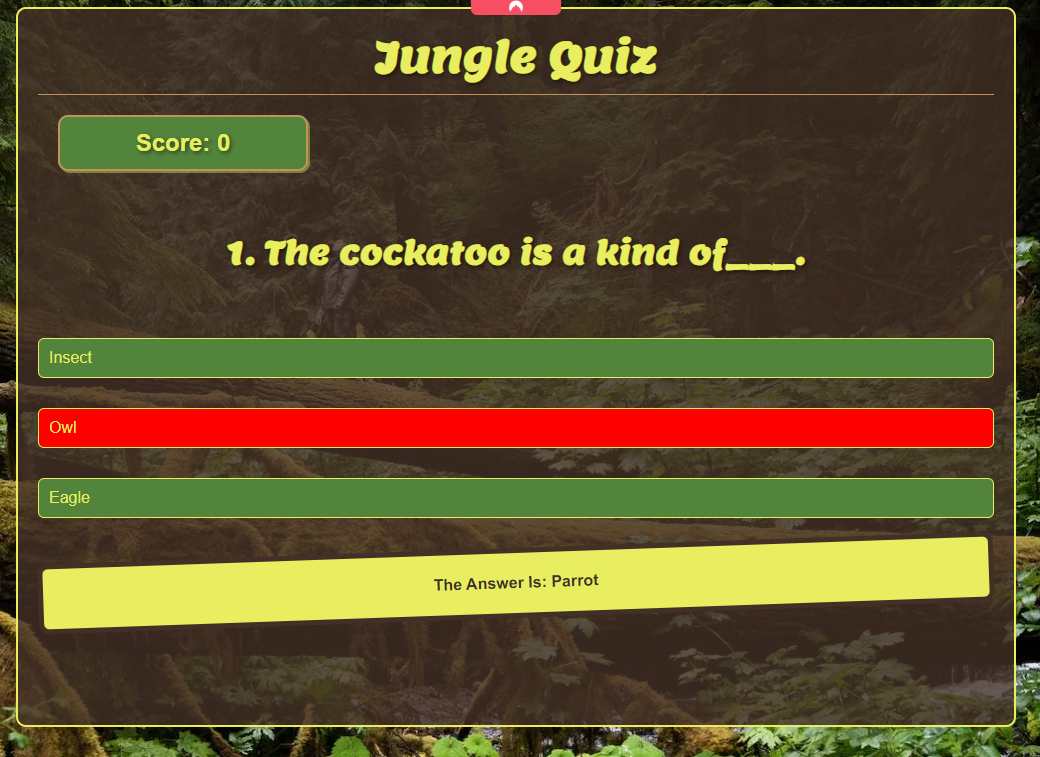 Jungle Quiz
Score: 0
1. The cockatoo is a kind of___.
Insect
Owl
Eagle
The Answer Is: Parrot